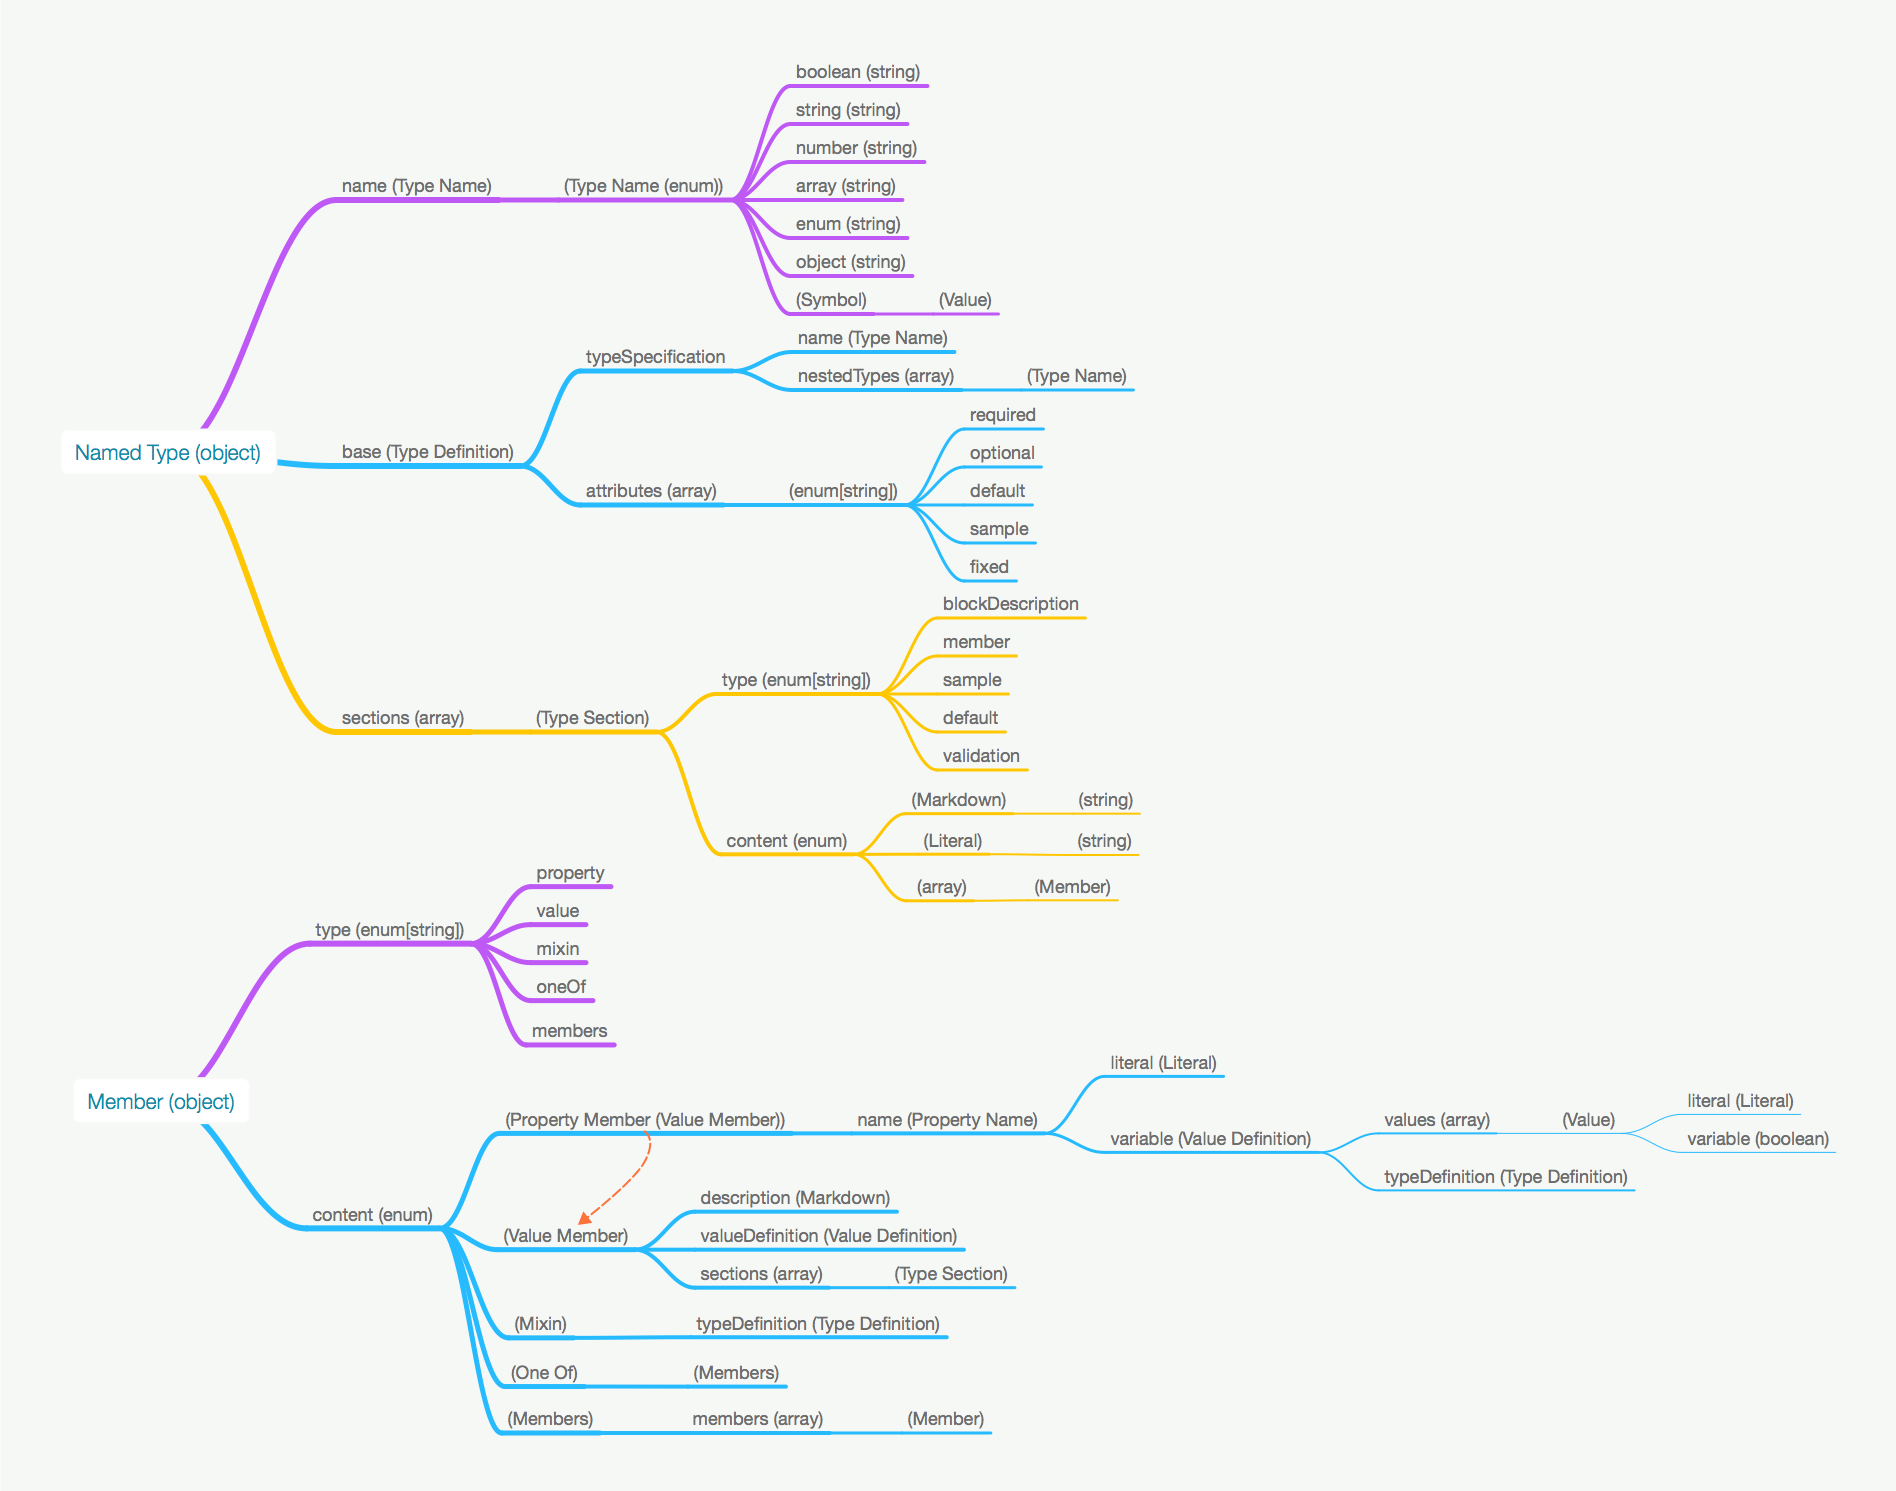 Named Type (object)
name (Type Name)
(Type Name (enum))
boolean (string)
string (string)
number (string)
array (string)
enum (string)
object (string)
(Symbol)
(Value)
base (Type Definition)
typeSpecification
name (Type Name)
nestedTypes (array)
(Type Name)
attributes (array)
(enum[string])
required
optional
default
sample
fixed
sections (array)
(Type Section)
type (enum[string])
blockDescription
member
sample
default
validation
content (enum)
(Markdown)
(string)
(Literal)
(string)
(array)
(Member)
Member (object)
type (enum[string])
property
value
mixin
oneOf
members
content (enum)
(Property Member (Value Member))
name (Property Name)
literal (Literal)
variable (Value Definition)
values (array)
(Value)
literal (Literal)
variable (boolean)
typeDefinition (Type Definition)
(Value Member)
description (Markdown)
valueDefinition (Value Definition)
sections (array)
(Type Section)
(Mixin)
typeDefinition (Type Definition)
(One Of)
(Members)
(Members)
members (array)
(Member)